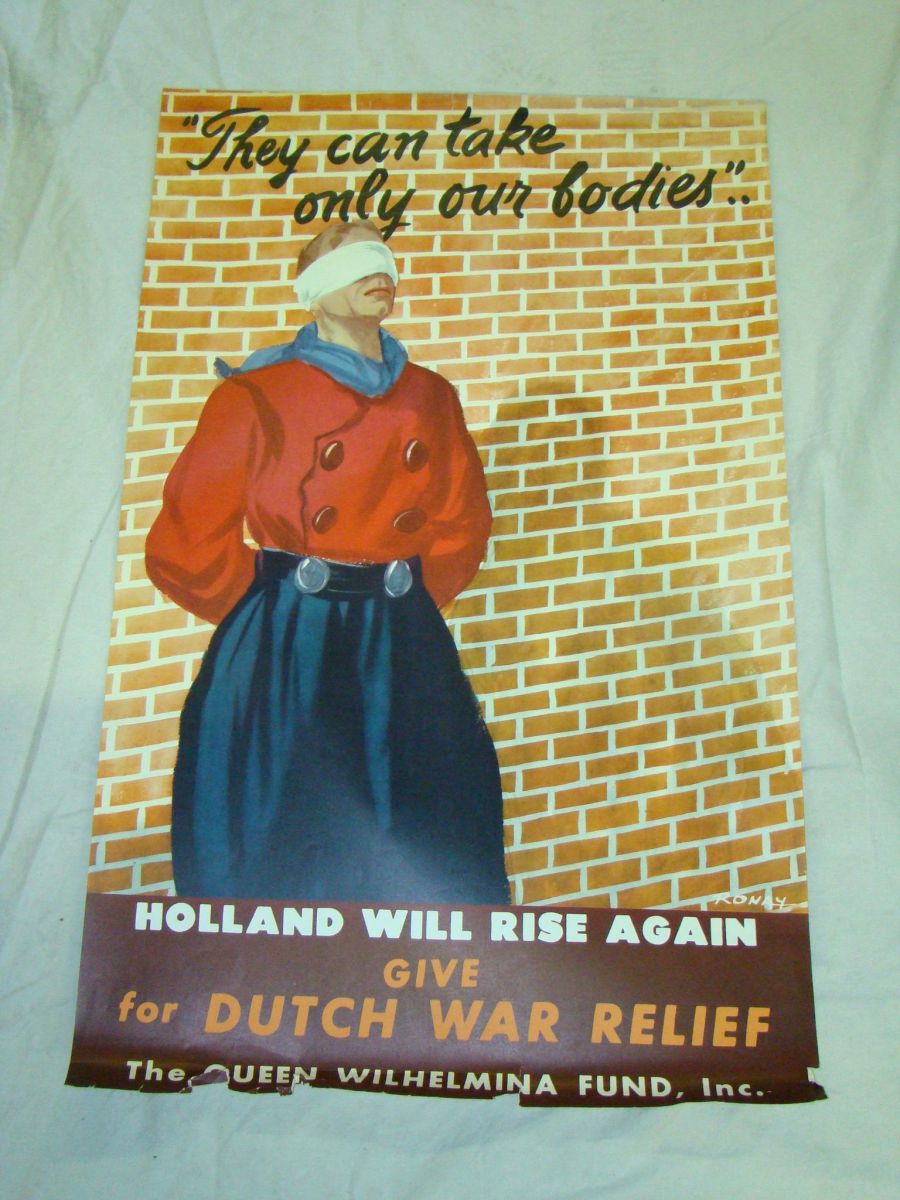 "They can take
only our bodies"..
KONAY
HOLLAND WILL RISE AGAIN
GIVE
for DUTCH WAR RELIEF
The QUEEN WILHELMINA FUND, Inc.